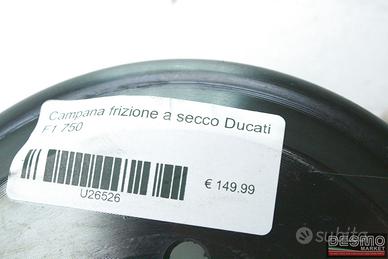 Campana frizione a secco Ducati
F1 750
U26526
€ 149.99
subito
DESMO
MARKET